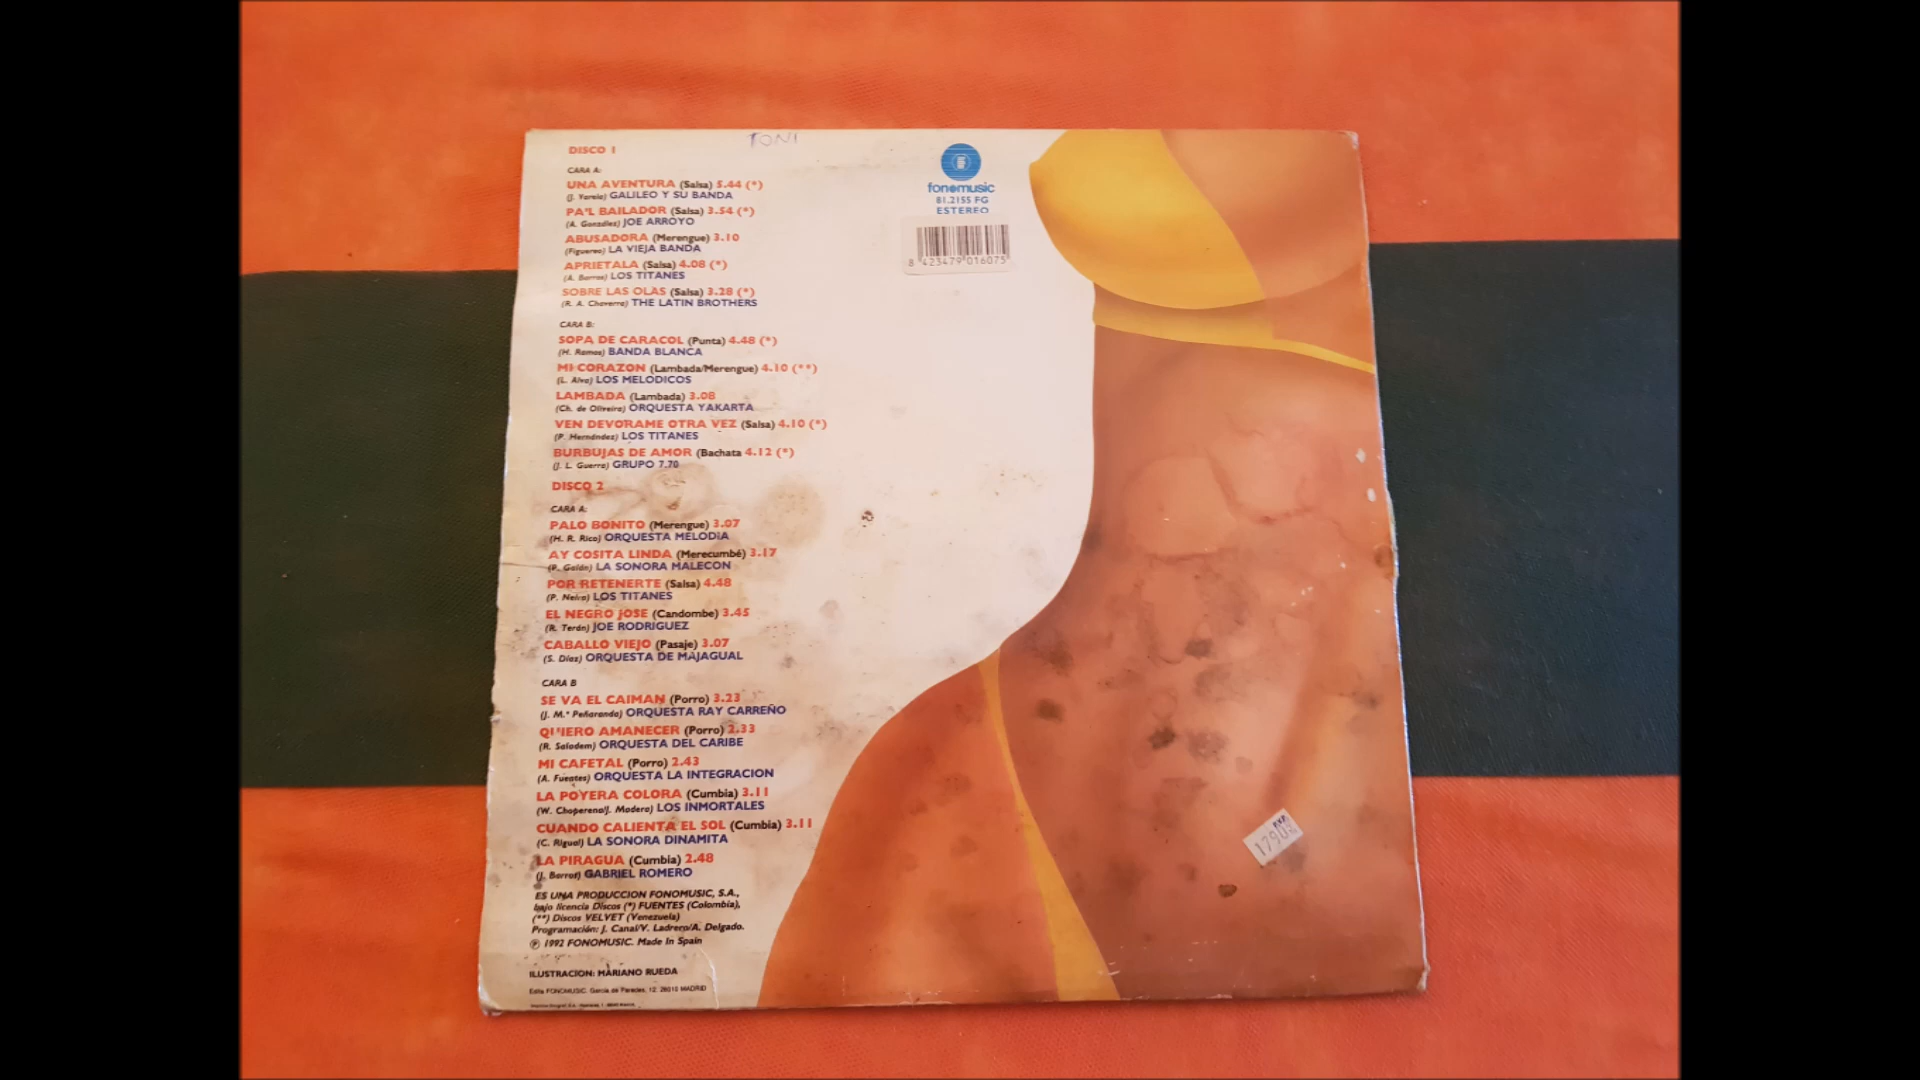 TONI
DISCO 1
CARA A:
UNA AVENTURA (Salsa) 5.44 (*)
(J. Varela) GALILEO Y SU BANDA
PA'L BAILADOR (Salsa) 3.54 (*)
(A. González) JOE ARROYO
ABUSADORA (Merengue) 3.10
(Figuereo) LA VIEJA BANDA
APRIETALA (Salsa) 4.08 (*)
(A. Barros) LOS TITANES
SOBRE LAS OLAS (Salsa) 3.28 (*)
(R. A. Chaverra) THE LATIN BROTHERS
CARA B:
SOPA DE CARACOL (Punta) 4.48 (*)
(H. Ramos) BANDA BLANCA
MI CORAZON (Lambada/Merengue) 4.10 (**)
(L. Alva) LOS MELODICOS
LAMBADA (Lambada) 3.08
(Ch. de Oliveira) ORQUESTA YAKARTA
VEN DEVORAME OTRA VEZ (Salsa) 4.10 (*)
(P. Hernández) LOS TITANES
BURBUJAS DE AMOR (Bachata 4.12 (*)
(J. L. Guerra) GRUPO 7.70
DISCO 2
CARA A:
PALO BONITO (Merengue) 3.07
(H. R. Rico) ORQUESTA MELODIA
AY COSITA LINDA (Merecumbé) 3.17
(P. Galán) LA SONORA MALECON
POR RETENERTE (Salsa) 4.48
(P. Neiva) LOS TITANES
EL NEGRO JOSE (Candombe) 3.45
(R. Terán) JOE RODRIGUEZ
CABALLO VIEJO (Pasaje) 3.07
(S. Díaz) ORQUESTA DE MAJAGUAL
CARA B
SE VA EL CAIMAN (Porro) 3.23
(J. M.ª Peñaranda) ORQUESTA RAY CARREÑO
QUIERO AMANECER (Porro) 2.33
(R. Salodem) ORQUESTA DEL CARIBE
MI CAFETAL (Porro) 2.43
(A. Fuentes) ORQUESTA LA INTEGRACION
LA POYERA COLORA (Cumbia) 3.11
(W. Choperena/J. Madera) LOS INMORTALES
CUANDO CALIENTA EL SOL (Cumbia) 3.11
(C. Rigual) LA SONORA DINAMITA
LA PIRAGUA (Cumbia) 2.48
(J. Barros) GABRIEL ROMERO
ES UNA PRODUCCION FONOMUSIC, S.A.,
bajo licencia Discos (*) FUENTES (Colombia),
(**) Discos VELVET (Venezuela)
Programación: J. Canal/V. Ladrero/A. Delgado.
Ⓟ 1992 FONOMUSIC. Made In Spain
ILUSTRACION: MARIANO RUEDA
Edita FONOMUSIC. García de Paredes, 12. 28010 MADRID
fonomusic
81.2155 FG
ESTEREO
8 423479 016075